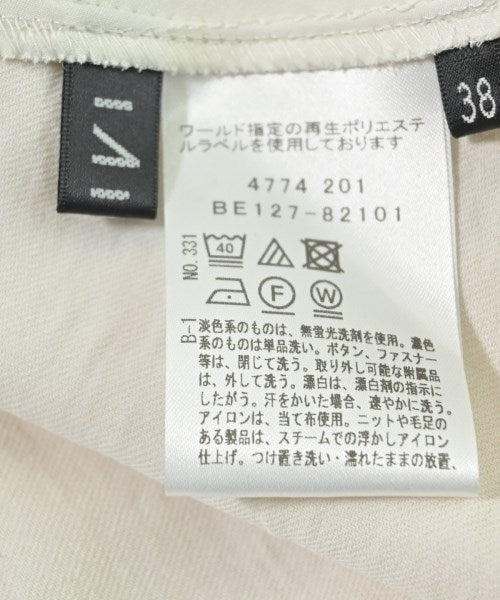 38
ワールド指定の再生ポリエステ
ルラベルを使用しております
4774 201
BE127-82101
NO.331
40
F
W
B-1
淡色系のものは、無蛍光洗剤を使用。濃色
系のものは単品洗い。ボタン、ファスナー
等は、閉じて洗う。取り外し可能な附属品
は、外して洗う。漂白は、漂白剤の指示に
したがう。汗をかいた場合、速やかに洗う。
アイロンは、当て布使用。ニットや毛足の
ある製品は、スチームでの浮かしアイロン
仕上げ。つけ置き洗い・濡れたままの放置、